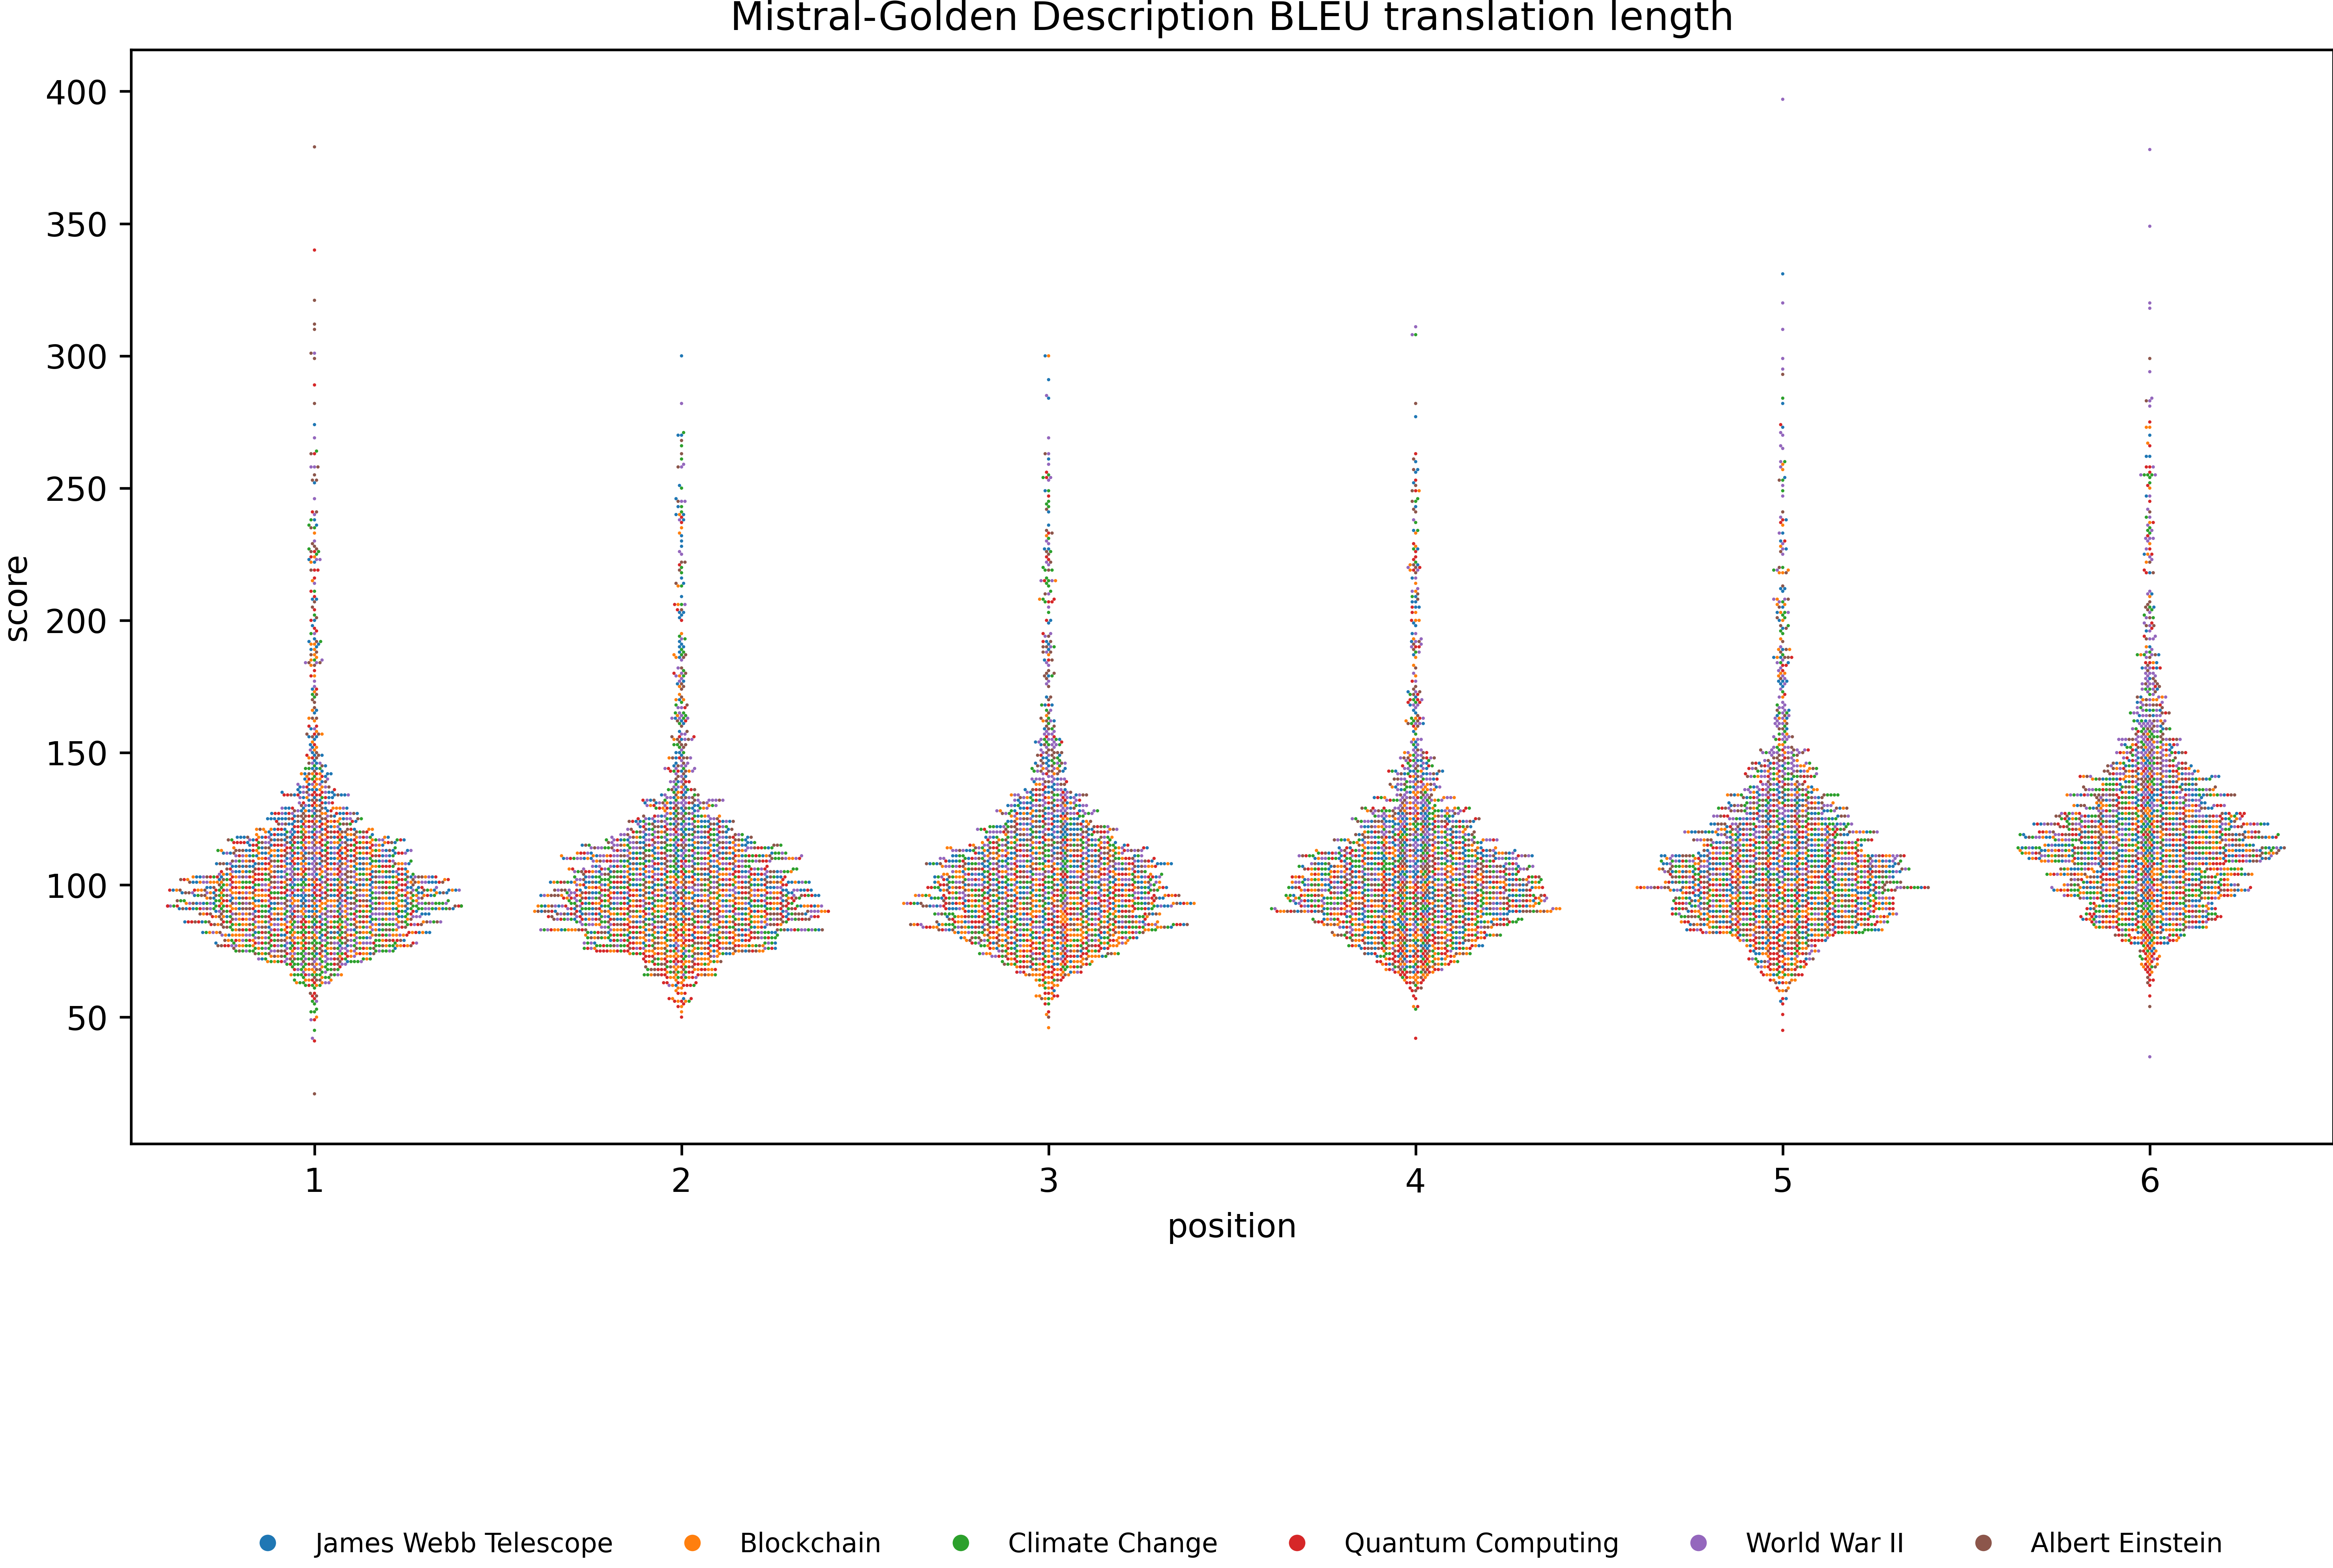 Mistral-Golden Description BLEU translation length
400
350
300
250
200
150
100
50
score
1 2 3 4 5 6
position
James Webb Telescope Blockchain Climate Change Quantum Computing World War II Albert Einstein